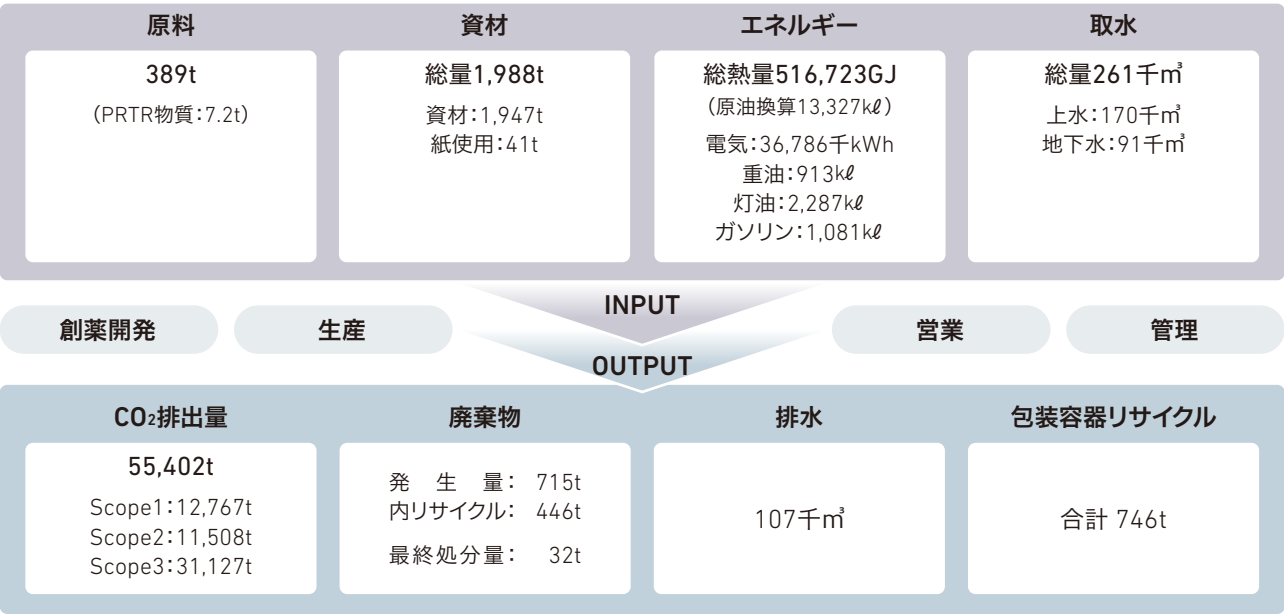 原料
389t
(PRTR物質:7.2t)
資材
総量1,988t
資材:1,947t
紙使用:41t
エネルギー
総熱量516,723GJ
(原油換算13,327kℓ)
電気:36,786千kWh
重油:913kℓ
灯油:2,287kℓ
ガソリン:1,081kℓ
取水
総量261千㎥
上水:170千㎥
地下水:91千㎥
INPUT
創薬開発
生産
営業
管理
OUTPUT
CO₂排出量
55,402t
Scope1:12,767t
Scope2:11,508t
Scope3:31,127t
廃棄物
発生量: 715t
内リサイクル: 446t
最終処分量: 32t
排水
107千㎥
包装容器リサイクル
合計 746t